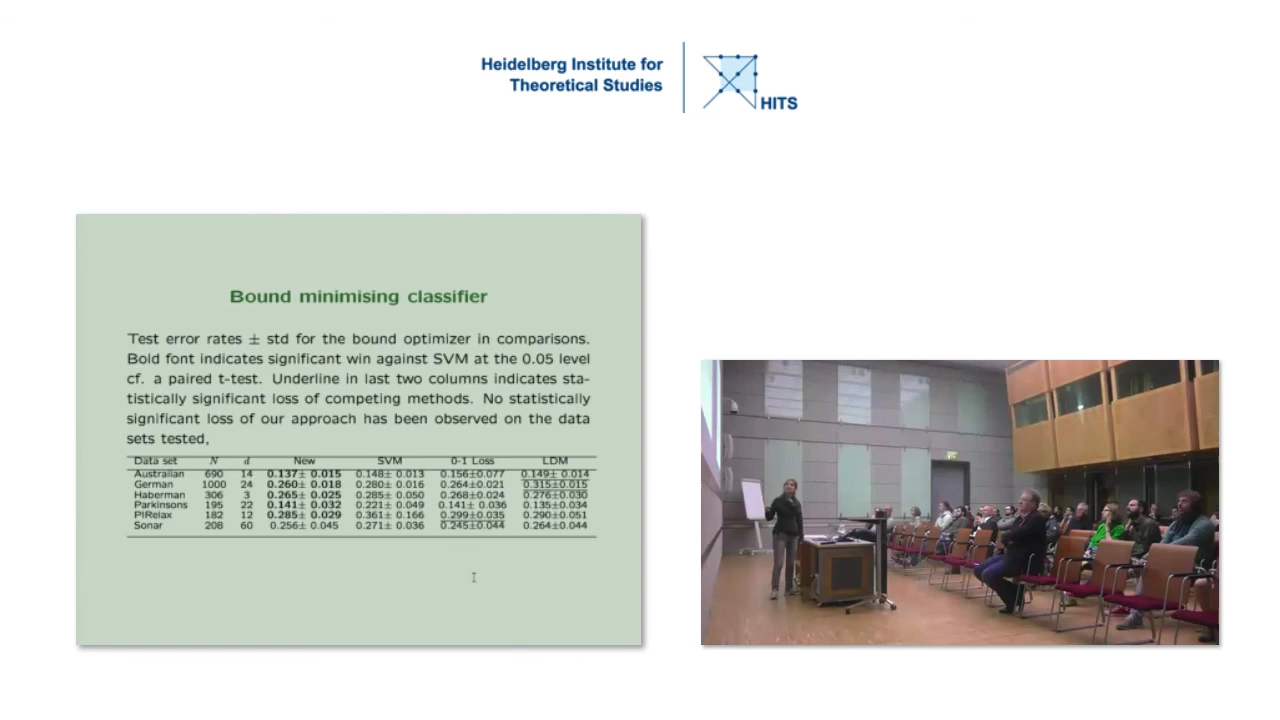 Heidelberg Institute for
Theoretical Studies
HITS
Bound minimising classifier
Test error rates ± std for the bound optimizer in comparisons.
Bold font indicates significant win against SVM at the 0.05 level
cf. a paired t-test. Underline in last two columns indicates sta-
tistically significant loss of competing methods. No statistically
significant loss of our approach has been observed on the data
sets tested,
Data set N d New SVM 0-1 Loss LDM
Australian 690 14 0.137± 0.015 0.148± 0.013 0.156±0.077 0.149± 0.014
German 1000 24 0.260± 0.018 0.280± 0.016 0.264±0.021 0.315±0.015
Haberman 306 3 0.265± 0.025 0.285± 0.050 0.268±0.024 0.276±0.030
Parkinsons 195 22 0.141± 0.032 0.221± 0.049 0.141± 0.036 0.135±0.034
PIRelax 182 12 0.285± 0.029 0.361± 0.166 0.299±0.035 0.290±0.051
Sonar 208 60 0.256± 0.045 0.271± 0.036 0.245±0.044 0.264±0.044